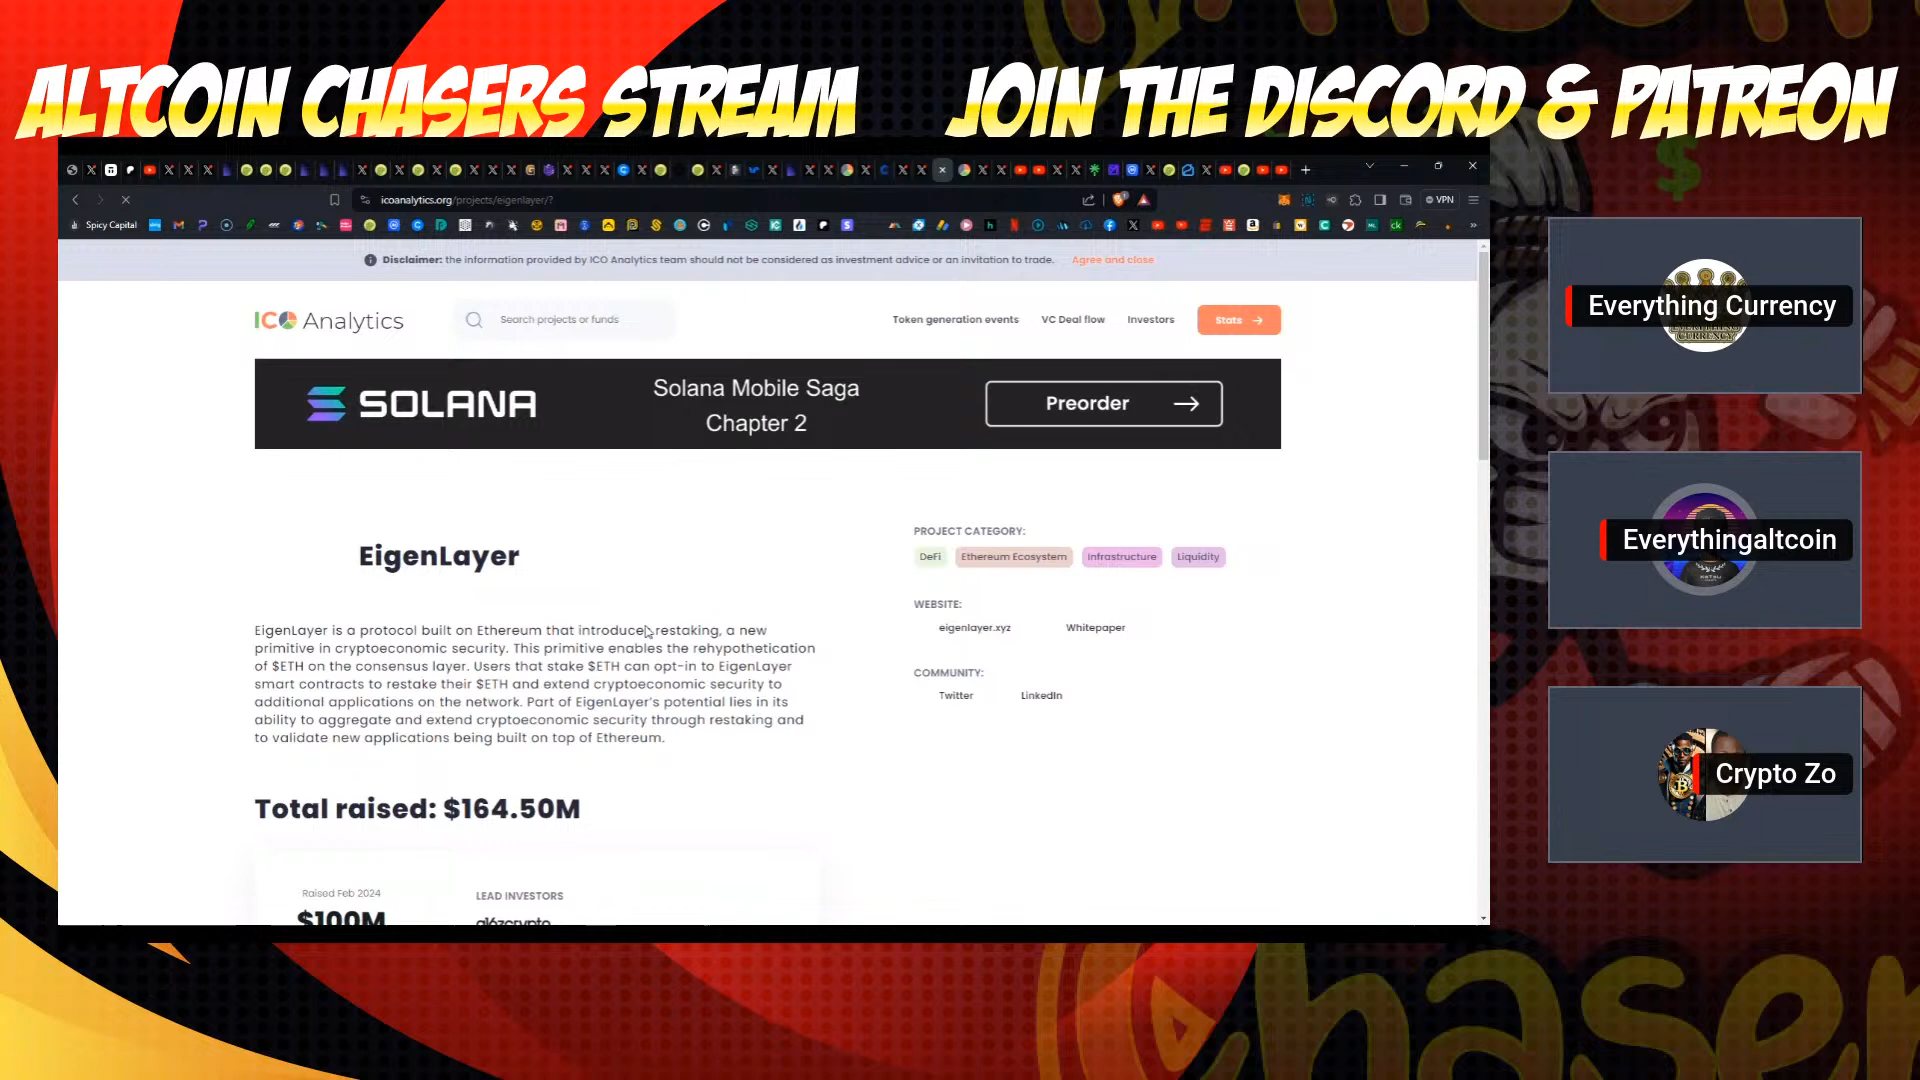 ALTCOIN CHASERS STREAM
JOIN THE DISCORD & PATREON
icoanalytics.org/projects/eigenlayer/?
VPN
Spicy Capital
Disclaimer: the information provided by ICO Analytics team should not be considered as investment advice or an invitation to trade. Agree and close
ICO Analytics
Search projects or funds
Token generation events
VC Deal flow
Investors
Stats
SOLANA
Solana Mobile Saga
Chapter 2
Preorder
EigenLayer
EigenLayer is a protocol built on Ethereum that introduces restaking, a new
primitive in cryptoeconomic security. This primitive enables the rehypothetication
of $ETH on the consensus layer. Users that stake $ETH can opt-in to EigenLayer
smart contracts to restake their $ETH and extend cryptoeconomic security to
additional applications on the network. Part of EigenLayer's potential lies in its
ability to aggregate and extend cryptoeconomic security through restaking and
to validate new applications being built on top of Ethereum.
Total raised: $164.50M
Raised Feb 2024
$100M
LEAD INVESTORS
a16zcrypto
PROJECT CATEGORY:
DeFi
Ethereum Ecosystem
Infrastructure
Liquidity
WEBSITE:
eigenlayer.xyz
Whitepaper
COMMUNITY:
Twitter
LinkedIn
Everything Currency
EVERYTHING
CURRENCY
Everythingaltcoin
Crypto Zo